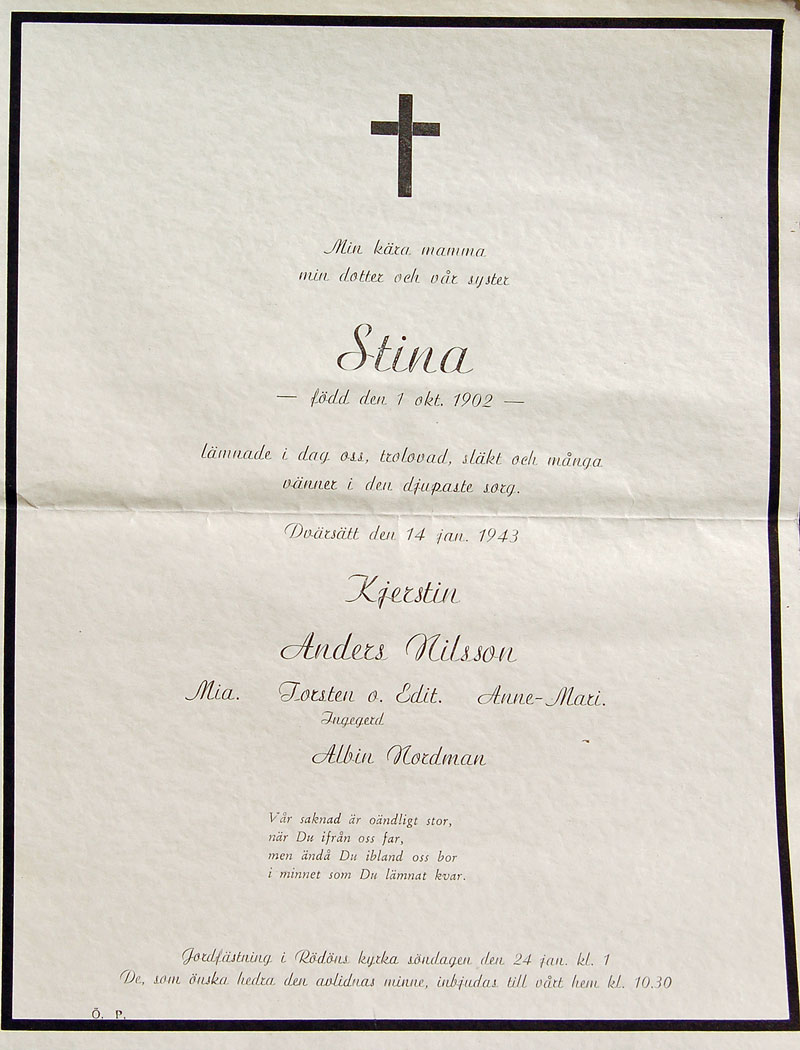 Min kära mamma
min dotter och vår syster
Stina
— född den 1 okt. 1902 —
lämnade i dag oss, trolovad, släkt och många
vänner i den djupaste sorg.
Dvärsätt den 14 jan. 1943
Kjerstin
Anders Nilsson
Mia. Torsten o. Edit. Anne-Mari.
Ingegerd
Albin Nordman
Vår saknad är oändligt stor,
när Du ifrån oss far,
men ändå Du ibland oss bor
i minnet som Du lämnat kvar.
Jordfästning i Rödöns kyrka söndagen den 24 jan. kl. 1
De, som önska hedra den avlidnas minne, inbjudas till vårt hem kl. 10.30
Ö. P.